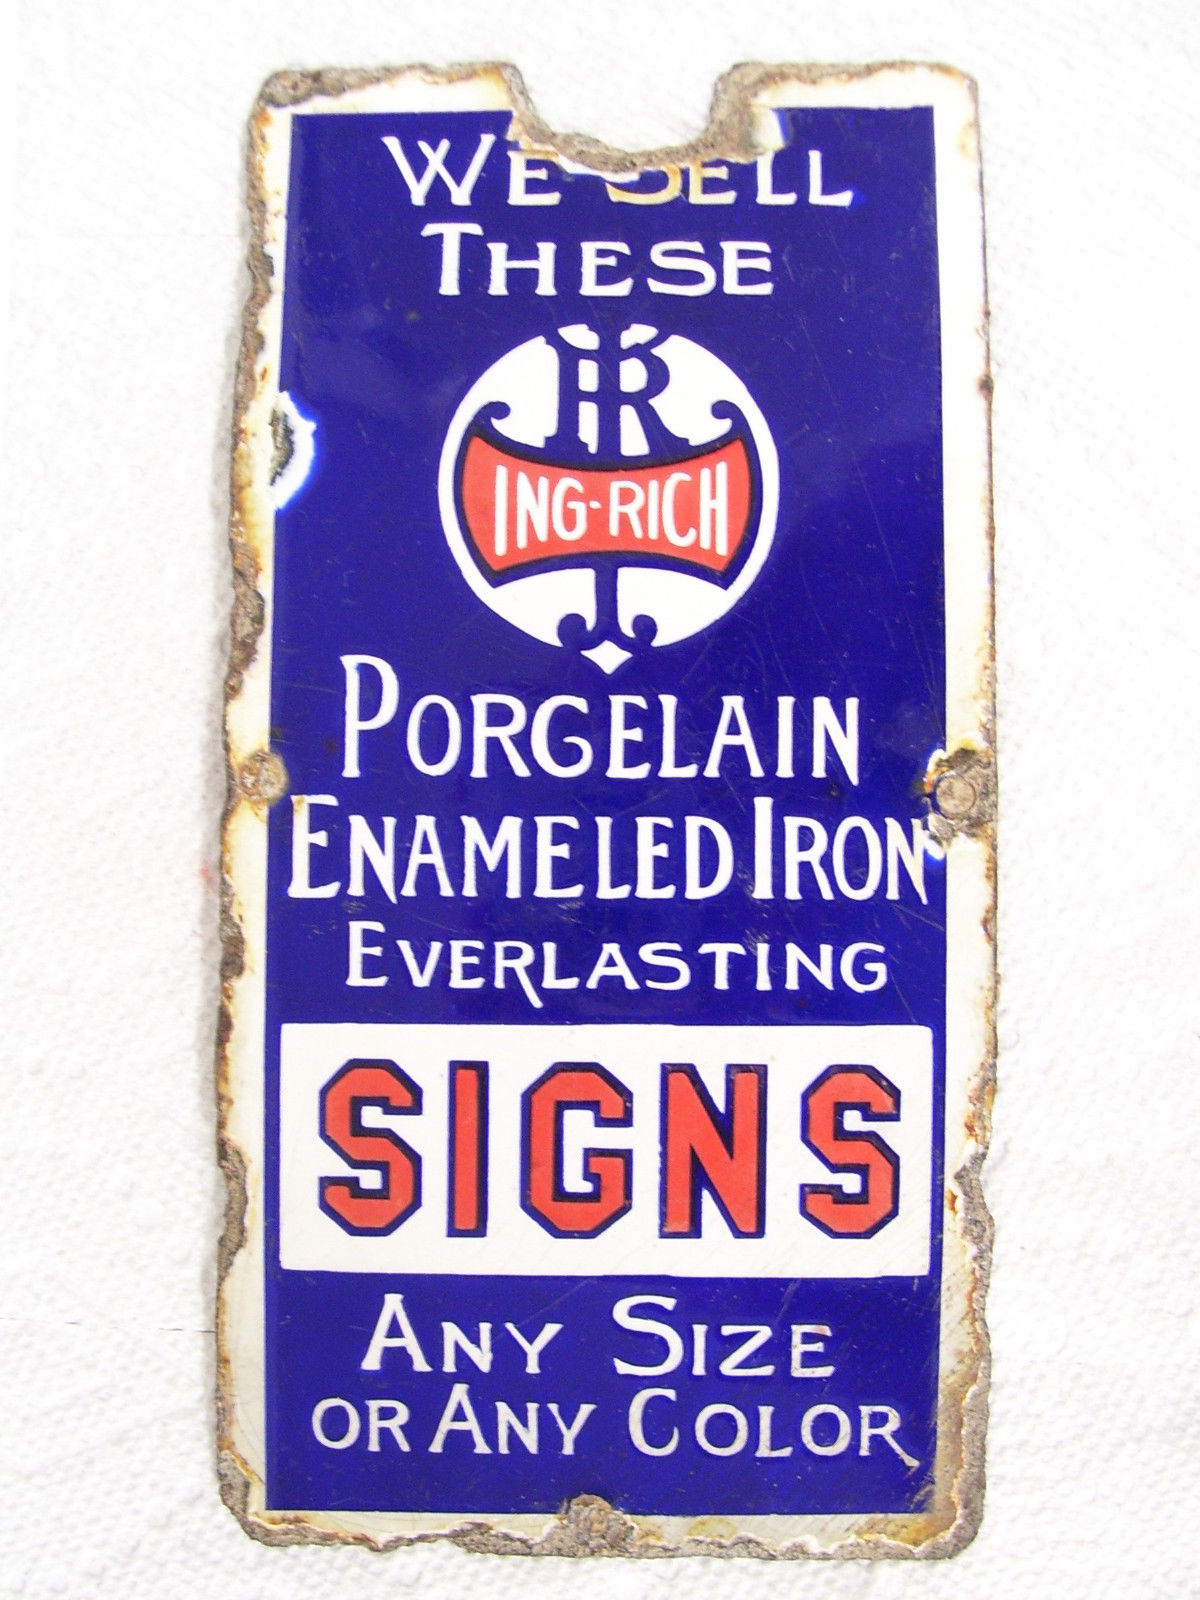 WE SELL
THESE
IR
ING-RICH
PORGELAIN
ENAMELED IRON
EVERLASTING
SIGNS
ANY SIZE
OR ANY COLOR